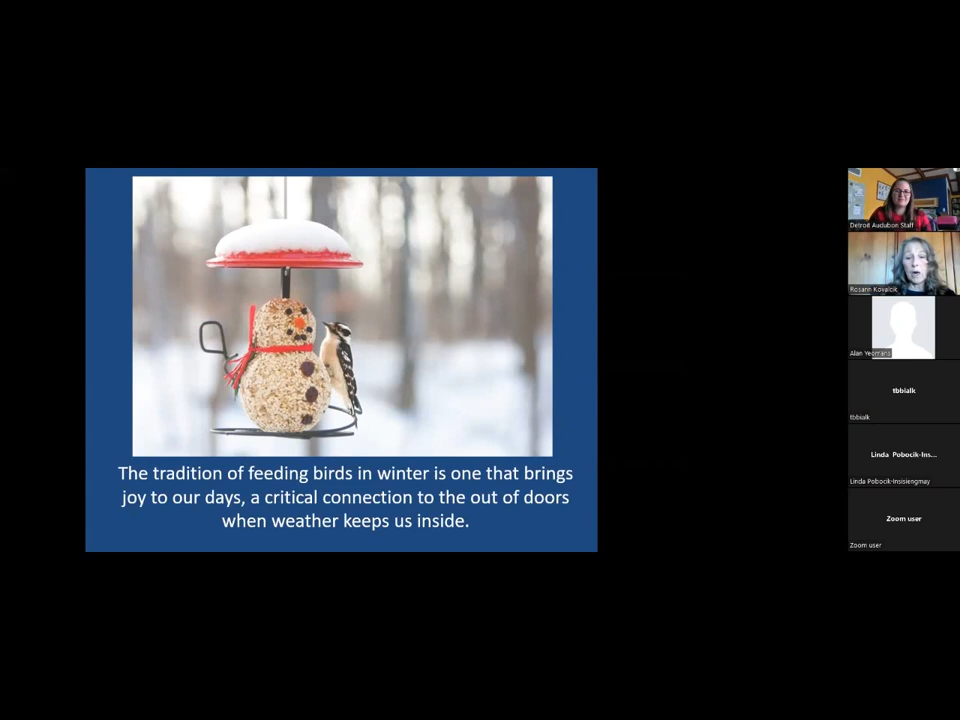 The tradition of feeding birds in winter is one that brings
joy to our days, a critical connection to the out of doors
when weather keeps us inside.
Detroit Audubon Staff
Rosann Kovalcik
Alan Yeomans
tbbialk
tbbialk
Linda Pobocik-Ins...
Linda Pobocik-Insisiengmay
Zoom user
Zoom user